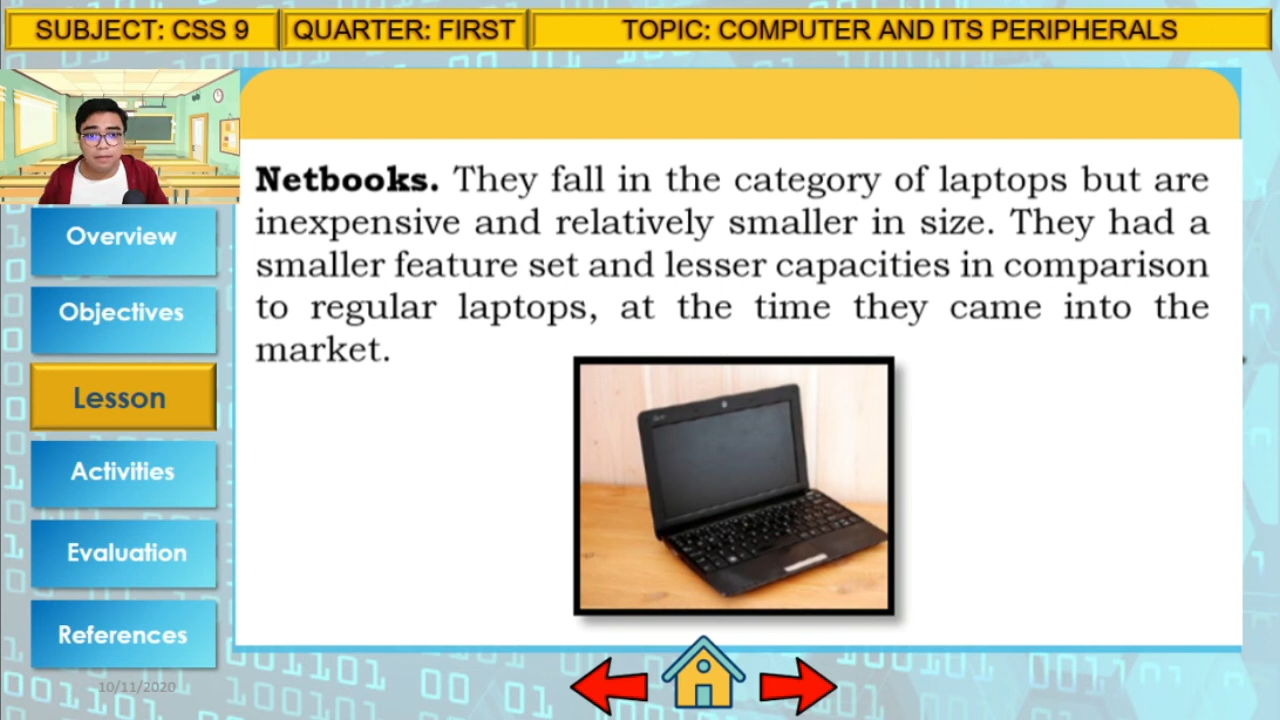 SUBJECT: CSS 9
QUARTER: FIRST
TOPIC: COMPUTER AND ITS PERIPHERALS
Overview
Objectives
Lesson
Activities
Evaluation
References
10/11/2020
Netbooks. They fall in the category of laptops but are
inexpensive and relatively smaller in size. They had a
smaller feature set and lesser capacities in comparison
to regular laptops, at the time they came into the
market.